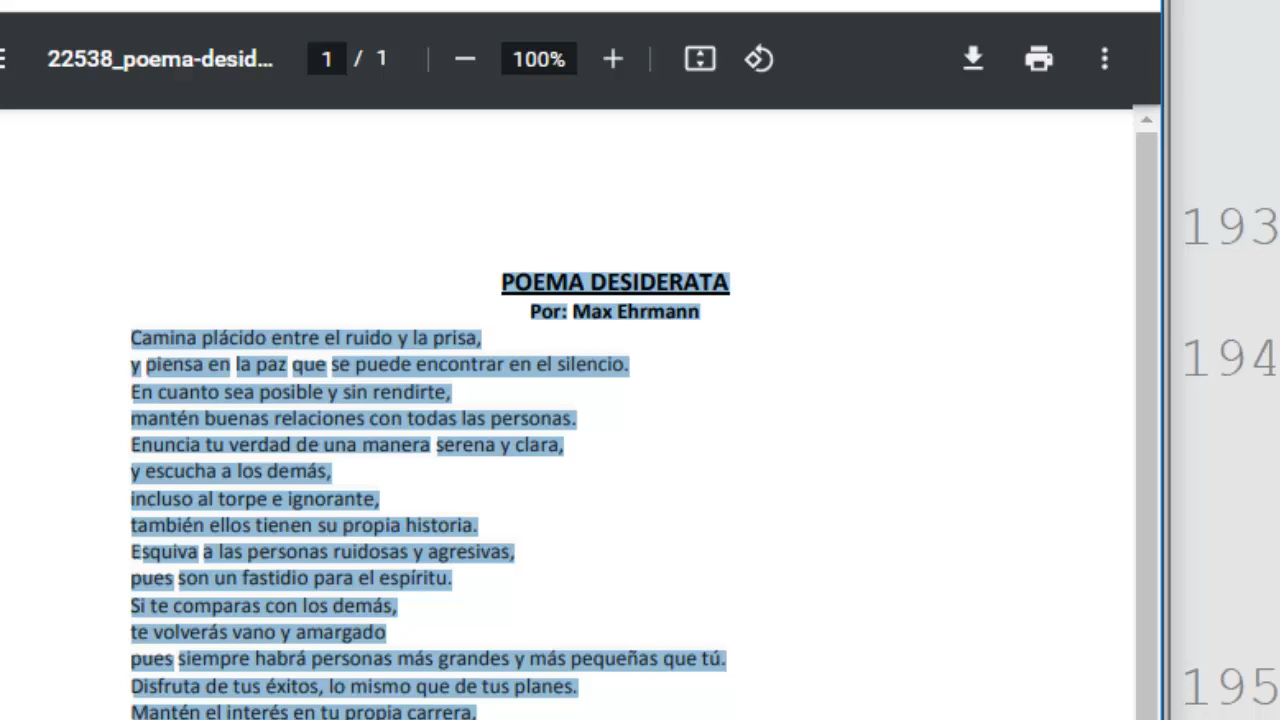 22538_poema-desid... 1 / 1 100%
193
POEMA DESIDERATA
Por: Max Ehrmann
Camina plácido entre el ruido y la prisa,
194
y piensa en la paz que se puede encontrar en el silencio.
En cuanto sea posible y sin rendirte,
mantén buenas relaciones con todas las personas.
Enuncia tu verdad de una manera serena y clara,
y escucha a los demás,
incluso al torpe e ignorante,
también ellos tienen su propia historia.
Esquiva a las personas ruidosas y agresivas,
pues son un fastidio para el espíritu.
Si te comparas con los demás,
te volverás vano y amargado
pues siempre habrá personas más grandes y más pequeñas que tú.
Disfruta de tus éxitos, lo mismo que de tus planes.
195
Mantén el interés en tu propia carrera,